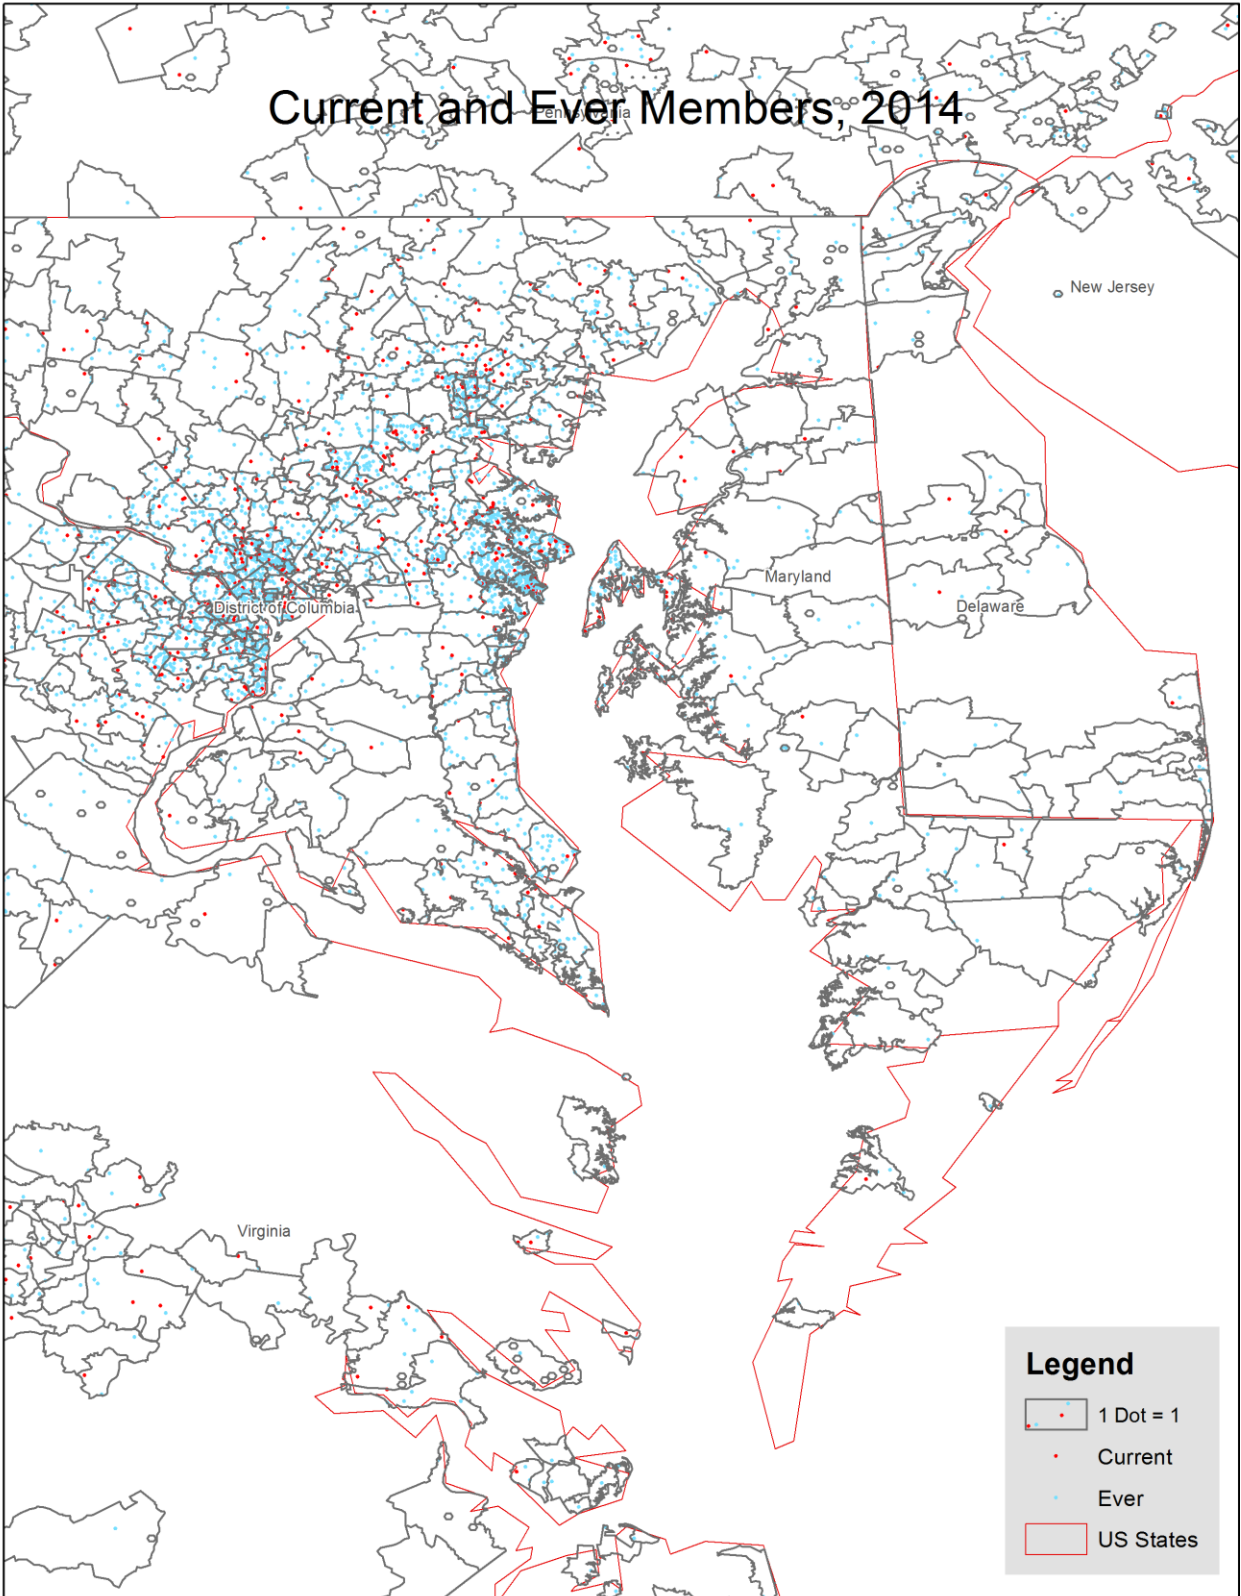 Current and Ever Members, 2014
Pennsylvania
New Jersey
Maryland
District of Columbia
Delaware
Virginia
Legend
1 Dot = 1
Current
Ever
US States